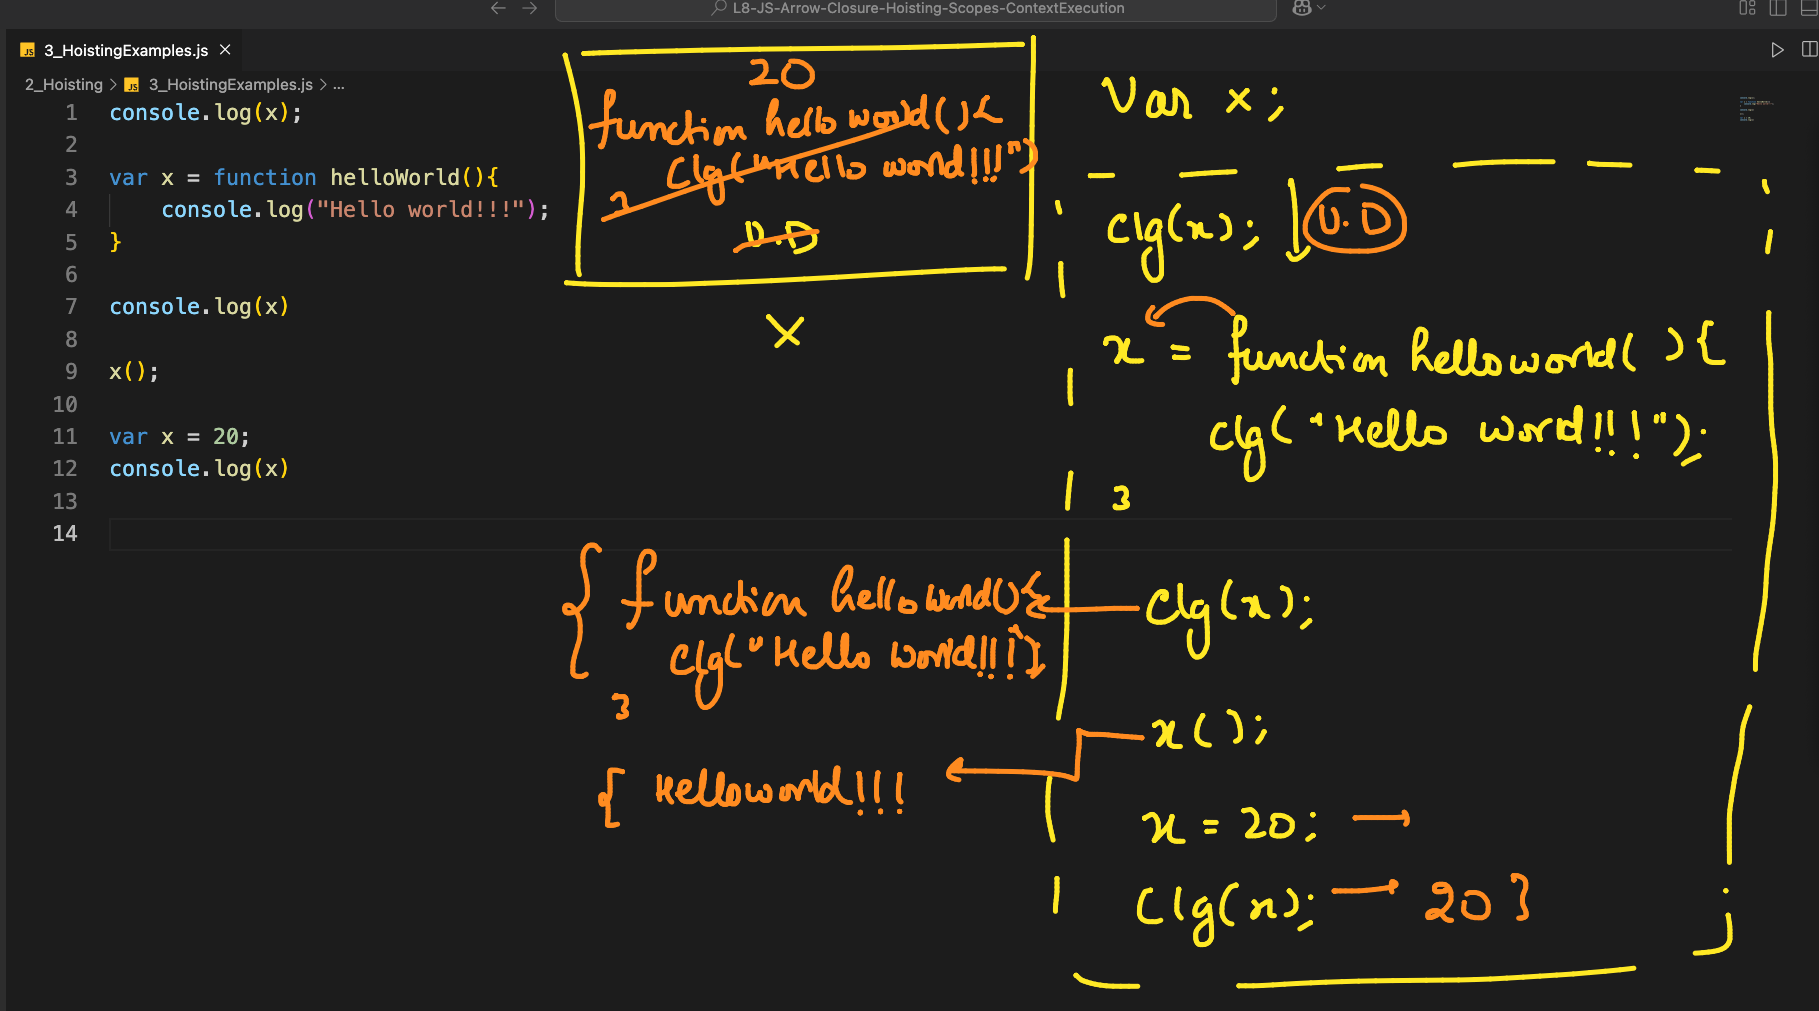 L8-JS-Arrow-Closure-Hoisting-Scopes-ContextExecution
JS 3_HoistingExamples.js
2_Hoisting > JS 3_HoistingExamples.js > ...
1 console.log(x);
2
3 var x = function helloWorld(){
4 console.log("Hello world!!!");
5 }
6
7 console.log(x)
8
9 x();
10
11 var x = 20;
12 console.log(x)
13
14
20
function hello world(){
clg("Hello world!!!")
}
U.D
X
Var x;
clg(x); U.D
x = function helloworld( ){
clg("Hello world!!!");
}
clg(x);
function helloworld(){
clg("Hello world!!!")
}
x();
Helloworld!!!
x = 20;
clg(x); 20